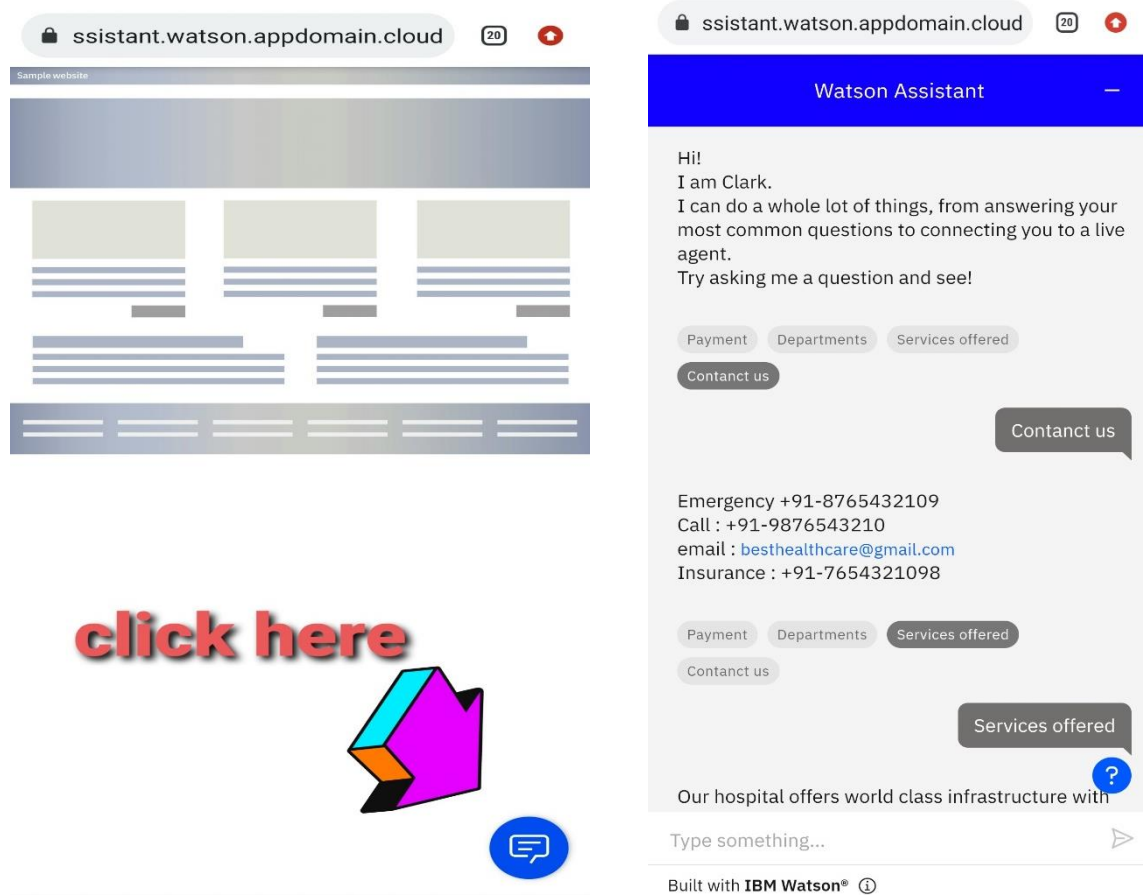 ssistant.watson.appdomain.cloud
20
Sample website
click here
ssistant.watson.appdomain.cloud
20
Watson Assistant
Hi!
I am Clark.
I can do a whole lot of things, from answering your
most common questions to connecting you to a live
agent.
Try asking me a question and see!
Payment Departments Services offered
Contanct us
Contanct us
Emergency +91-8765432109
Call : +91-9876543210
email : besthealthcare@gmail.com
Insurance : +91-7654321098
Payment Departments Services offered
Contanct us
Services offered
?
Our hospital offers world class infrastructure with
Type something...
Built with IBM Watson®